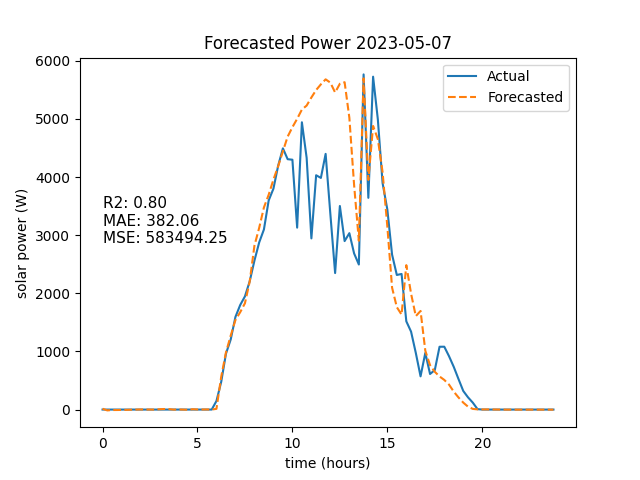 Forecasted Power 2023-05-07
6000
5000
4000
3000
2000
1000
0
solar power (W)
Actual
Forecasted
R2: 0.80
MAE: 382.06
MSE: 583494.25
0 5 10 15 20
time (hours)